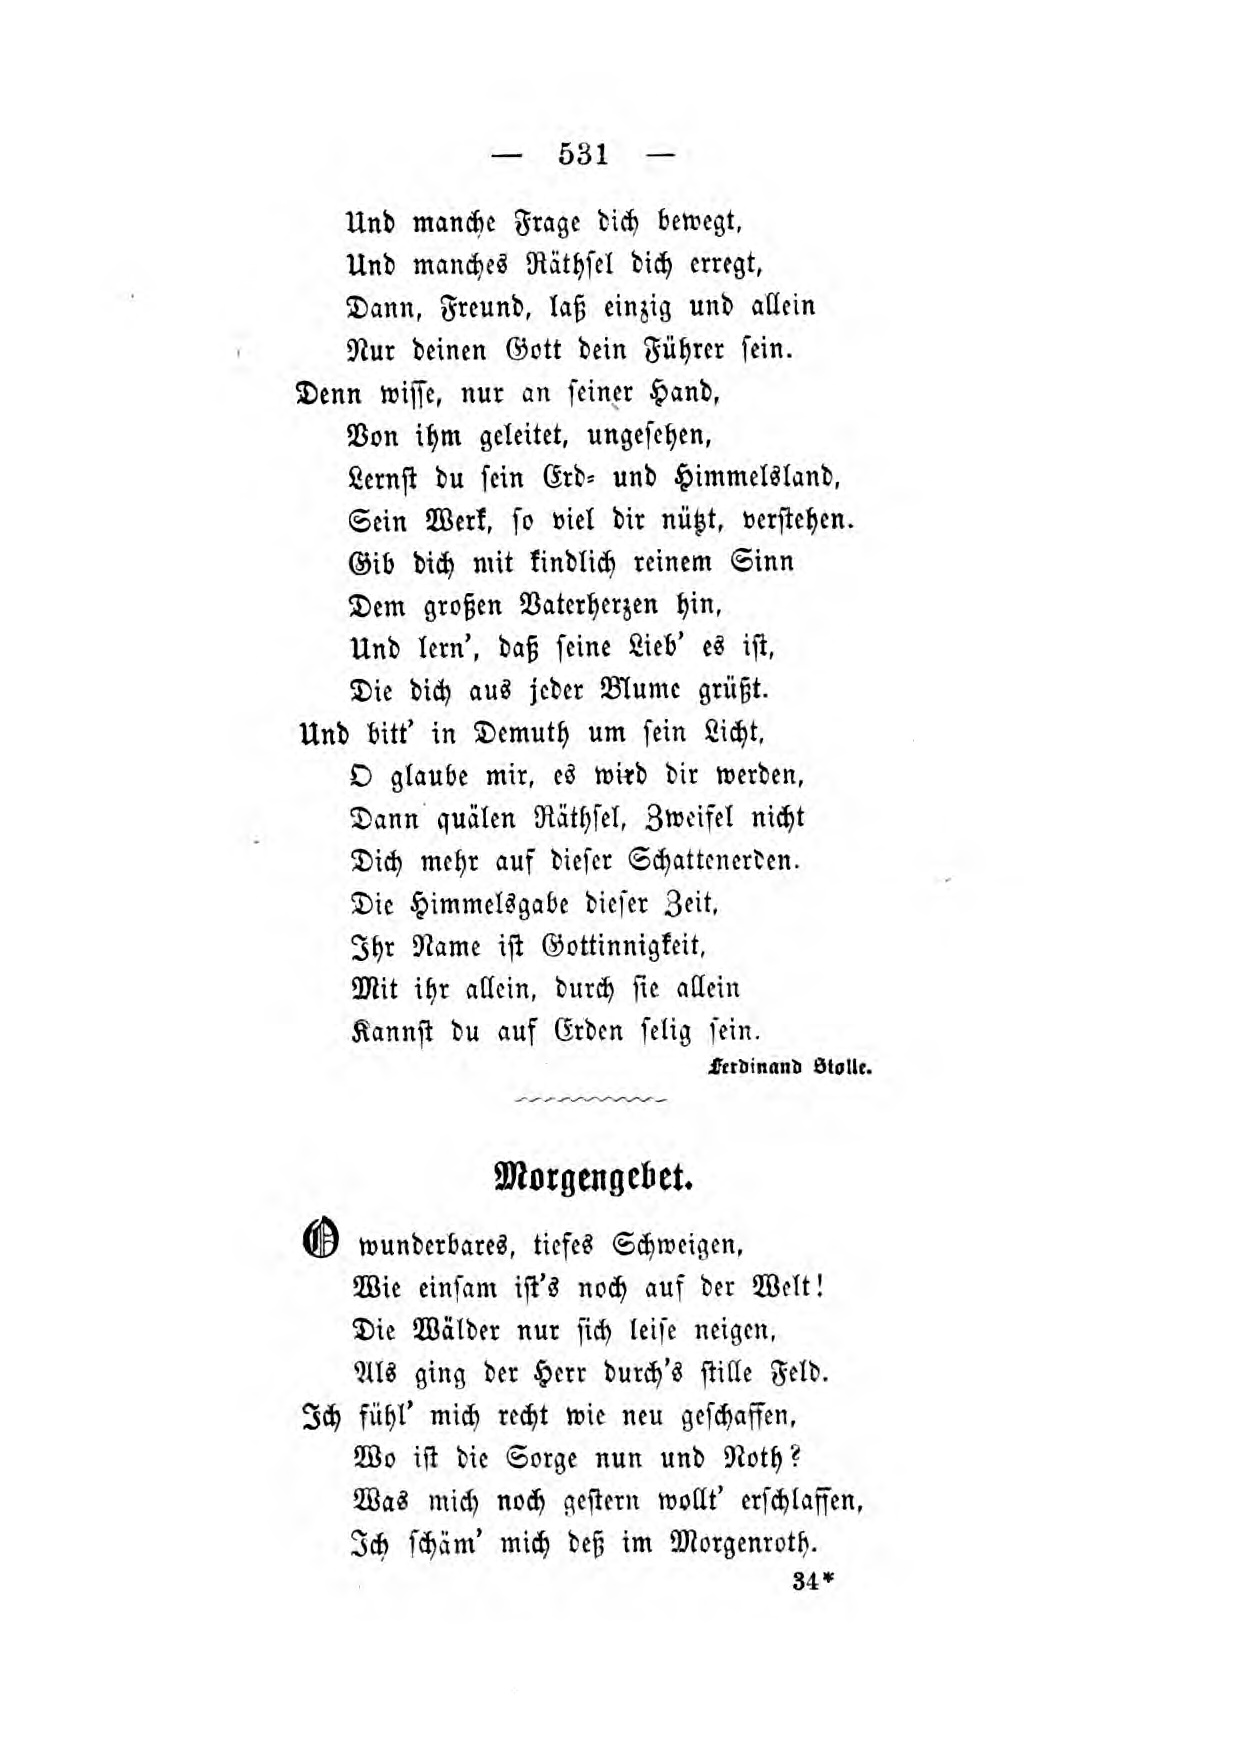 — 531 —
Und manche Frage dich bewegt,
Und manches Räthsel dich erregt,
Dann, Freund, laß einzig und allein
Nur deinen Gott dein Führer sein.
Denn wisse, nur an seiner Hand,
Von ihm geleitet, ungesehen,
Lernst du sein Erd- und Himmelsland,
Sein Werk, so viel dir nützt, verstehen.
Gib dich mit kindlich reinem Sinn
Dem großen Vaterherzen hin,
Und lern', daß seine Lieb' es ist,
Die dich aus jeder Blume grüßt.
Und bitt' in Demuth um sein Licht,
O glaube mir, es wird dir werden,
Dann quälen Räthsel, Zweifel nicht
Dich mehr auf dieser Schattenerden.
Die Himmelsgabe dieser Zeit,
Ihr Name ist Gottinnigkeit,
Mit ihr allein, durch sie allein
Kannst du auf Erden selig sein.
Ferdinand Stolle.
Morgengebet.
O wunderbares, tiefes Schweigen,
Wie einsam ist's noch auf der Welt!
Die Wälder nur sich leise neigen,
Als ging der Herr durch's stille Feld.
Ich fühl' mich recht wie neu geschaffen,
Wo ist die Sorge nun und Noth?
Was mich noch gestern wollt' erschlaffen,
Ich schäm' mich deß im Morgenroth.
34*